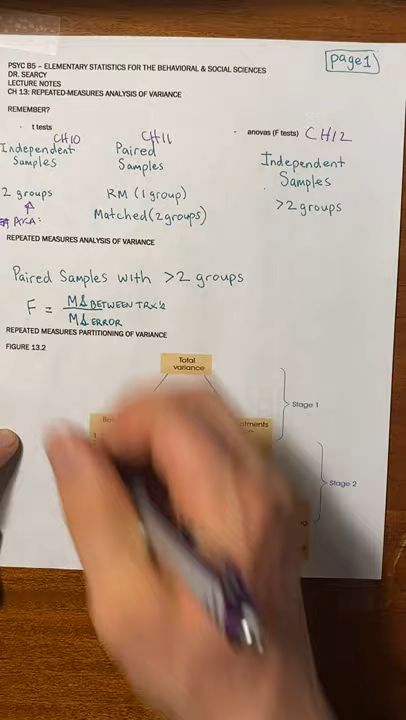 page 1
PSYC B5 – ELEMENTARY STATISTICS FOR THE BEHAVIORAL & SOCIAL SCIENCES
DR. SEARCY
LECTURE NOTES
CH 13: REPEATED-MEASURES ANALYSIS OF VARIANCE
REMEMBER?
t tests
CH10
Independent
Samples
2 groups
AKA:
CH11
Paired
Samples
RM (1 group)
Matched (2 groups)
anovas (F tests) CH12
Independent
Samples
>2 groups
REPEATED MEASURES ANALYSIS OF VARIANCE
Paired Samples with >2 groups
F = MS BETWEEN TRX's
MS ERROR
REPEATED MEASURES PARTITIONING OF VARIANCE
FIGURE 13.2
Total
variance
Stage 1
Stage 2